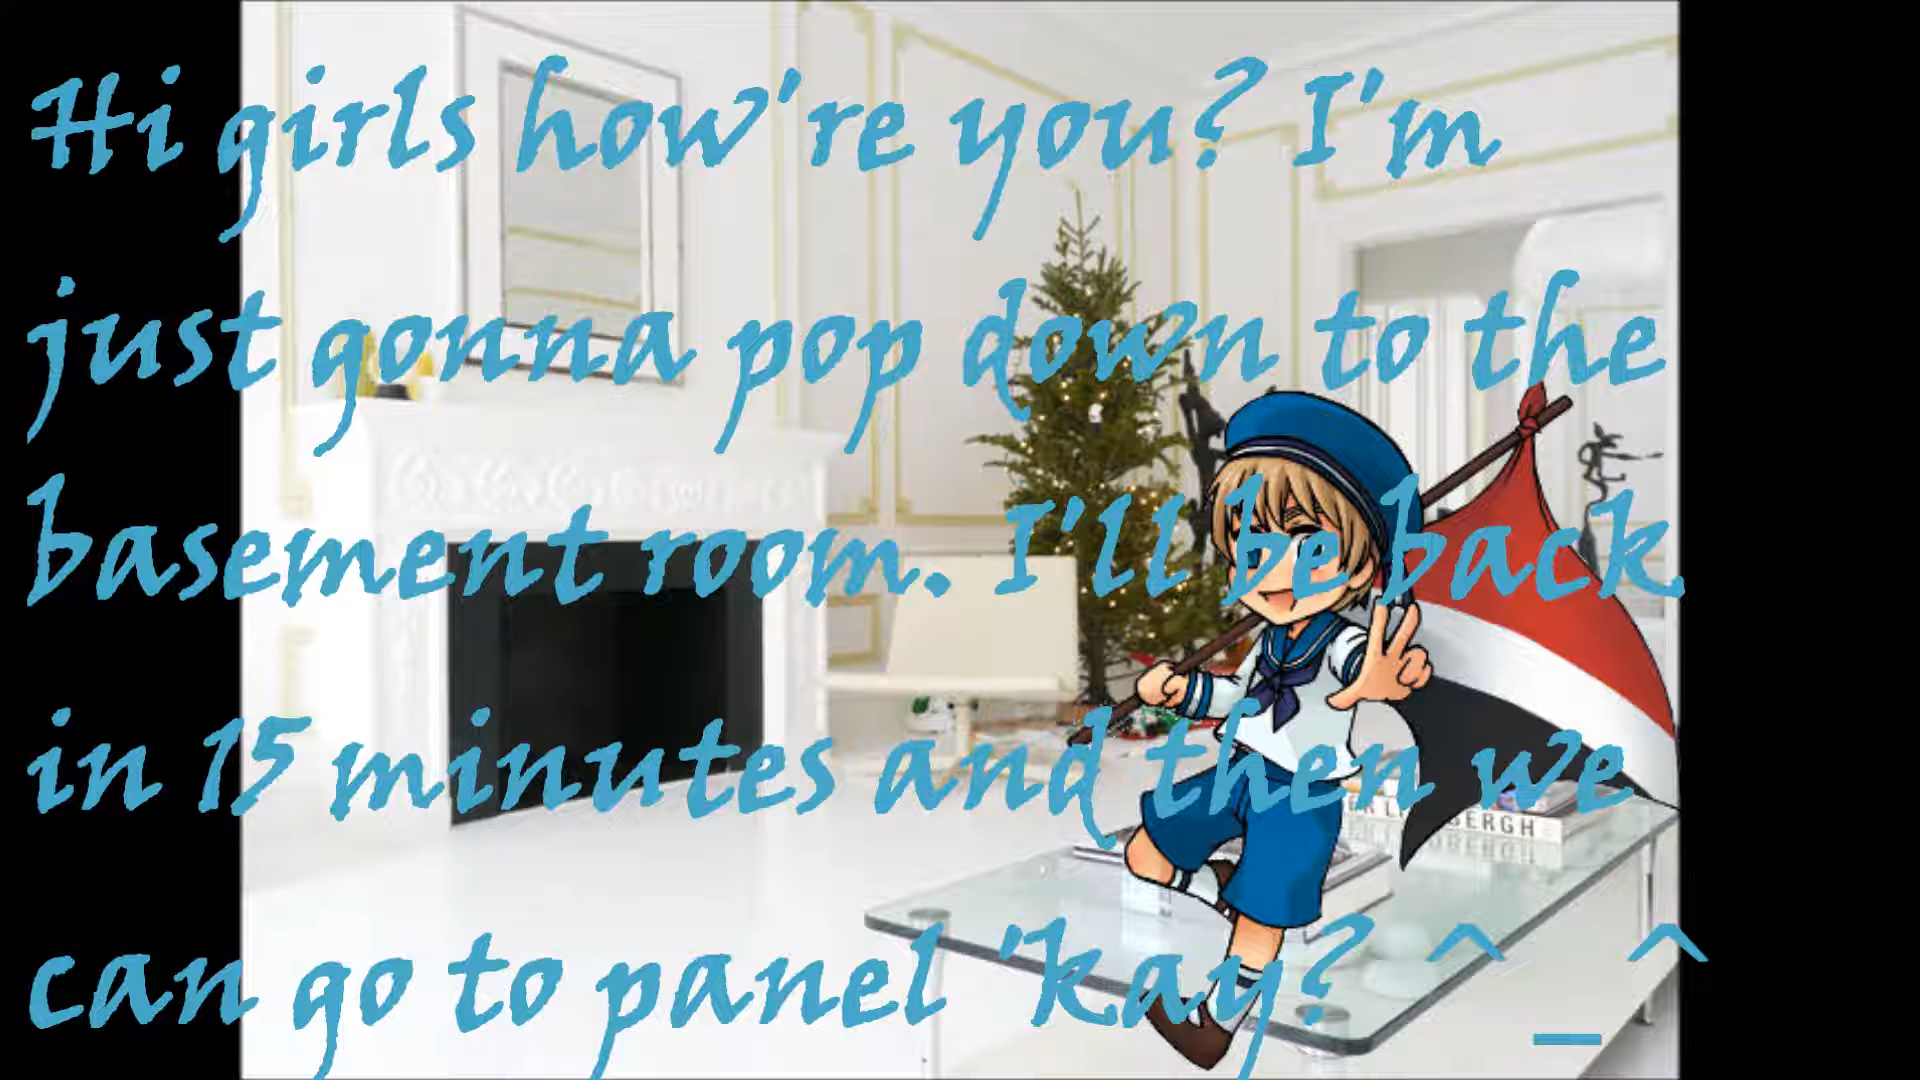 Hi girls how're you? I'm
just gonna pop down to the
basement room. I'll be back
in 15 minutes and then we
can go to panel 'kay? ^_^
BERGH